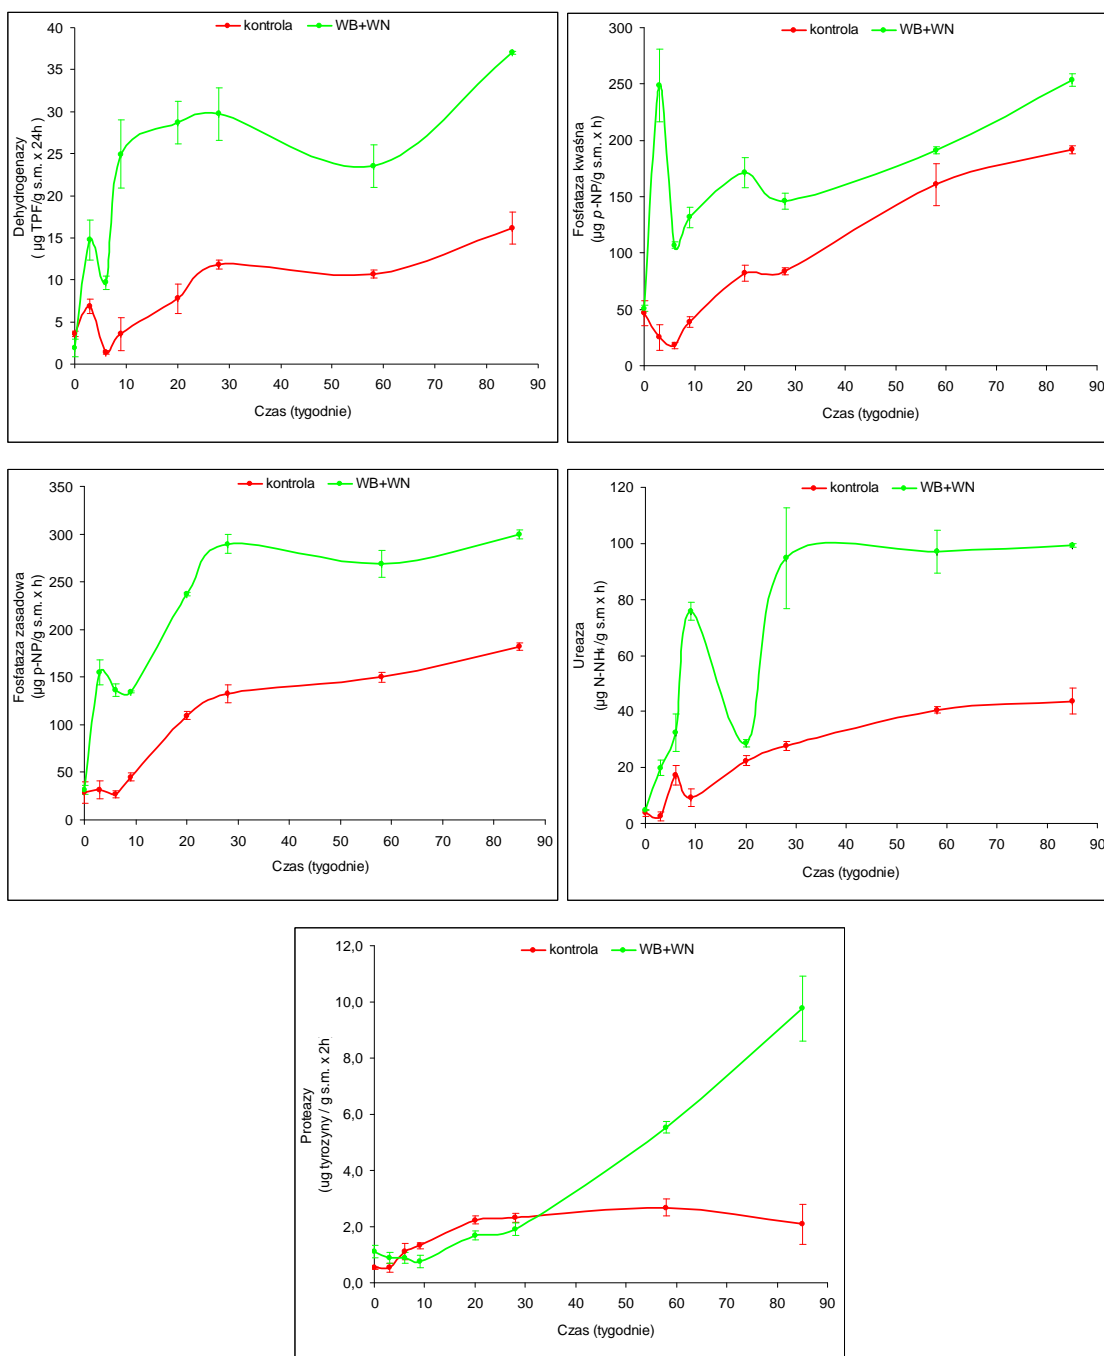 kontrola WB+WN
Dehydrogenazy
( µg TPF/g s.m. x 24h)
40
35
30
25
20
15
10
5
0
0 10 20 30 40 50 60 70 80 90
Czas (tygodnie)
kontrola WB+WN
Fosfataza kwaśna
(µg p-NP/g s.m. x h)
300
250
200
150
100
50
0
0 10 20 30 40 50 60 70 80 90
Czas (tygodnie)
kontrola WB+WN
Fosfataza zasadowa
(µg p-NP/g s.m. x h)
350
300
250
200
150
100
50
0
0 10 20 30 40 50 60 70 80 90
Czas (tygodnie)
kontrola WB+WN
Ureaza
(µg N-NH4/g s.m x h)
120
100
80
60
40
20
0
0 10 20 30 40 50 60 70 80 90
Czas (tygodnie)
kontrola WB+WN
Proteazy
(ug tyrozyny / g s.m. x 2h
12,0
10,0
8,0
6,0
4,0
2,0
0,0
0 10 20 30 40 50 60 70 80 90
Czas (tygodnie)